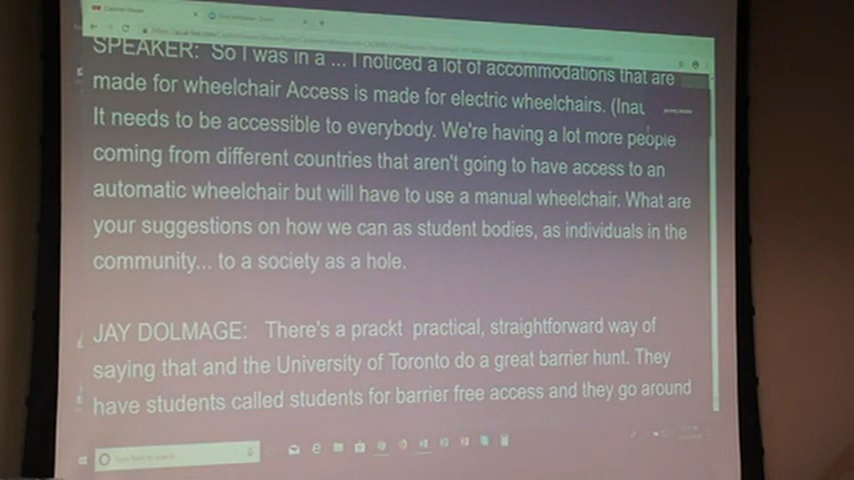 SPEAKER: So I was in a ... I noticed a lot of accommodations that are
made for wheelchair Access is made for electric wheelchairs. (Inau
It needs to be accessible to everybody. We're having a lot more people
coming from different countries that aren't going to have access to an
automatic wheelchair but will have to use a manual wheelchair. What are
your suggestions on how we can as student bodies, as individuals in the
community... to a society as a hole.
JAY DOLMAGE: There's a prackt practical, straightforward way of
saying that and the University of Toronto do a great barrier hunt. They
have students called students for barrier free access and they go around
Type here to search